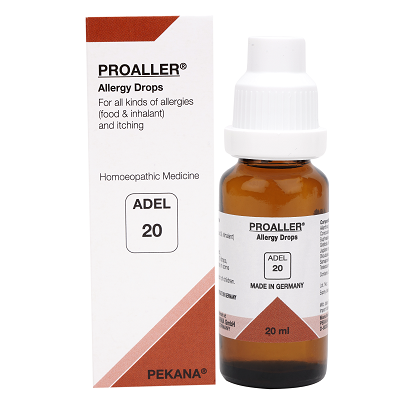 PROALLER®
Allergy Drops
For all kinds of allergies
(food & inhalant)
and itching
Homoeopathic Medicine
ADEL
20
PEKANA®
PROALLER®
Allergy Drops
ADEL
20
MADE IN GERMANY
20 ml